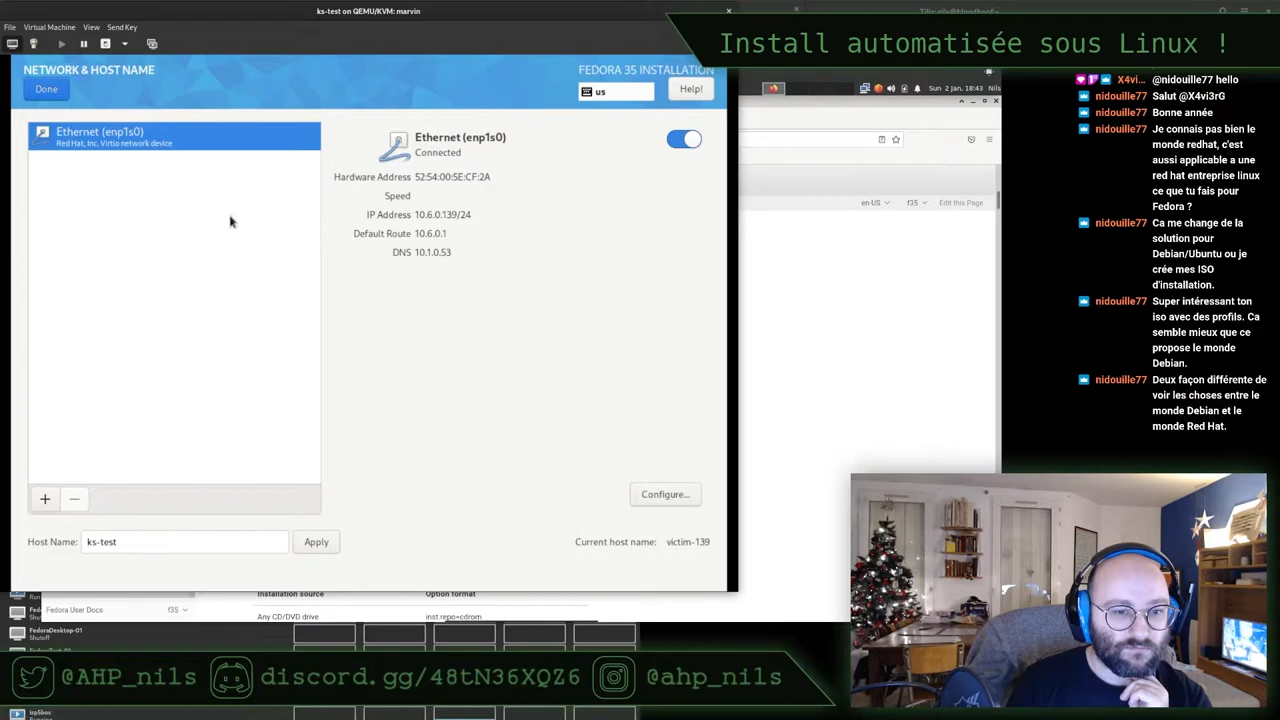 ks-test on QEMU/KVM: marvin
File Virtual Machine View Send Key
Install automatisée sous Linux !
NETWORK & HOST NAME
Done
FEDORA 35 INSTALLATION
us
Help!
Sun 2 Jan, 18:43 Nils
Ethernet (enp1s0)
Red Hat, Inc. Virtio network device
Ethernet (enp1s0)
Connected
Hardware Address 52:54:00:5E:CF:2A
Speed
IP Address 10.6.0.139/24
Default Route 10.6.0.1
DNS 10.1.0.53
en-US f35 Edit this Page
Configure...
Host Name: ks-test Apply Current host name: victim-139
X4vi... @nidouille77 hello
nidouille77 Salut @X4vi3rG
nidouille77 Bonne année
nidouille77 Je connais pas bien le
monde redhat, c'est
aussi applicable a une
red hat entreprise linux
ce que tu fais pour
Fedora ?
nidouille77 Ca me change de la
solution pour
Debian/Ubuntu ou je
crée mes ISO
d'installation.
nidouille77 Super intéressant ton
iso avec des profils. Ca
semble mieux que ce
propose le monde
Debian.
nidouille77 Deux façon différente de
voir les choses entre le
monde Debian et le
monde Red Hat.
Installation source Option format
Fedora User Docs f35
Any CD/DVD drive inst.repo=cdrom
FedoraDesktop-01
Shutoff
@AHP_nils discord.gg/48tN36XQZ6 @ahp_nils
Running